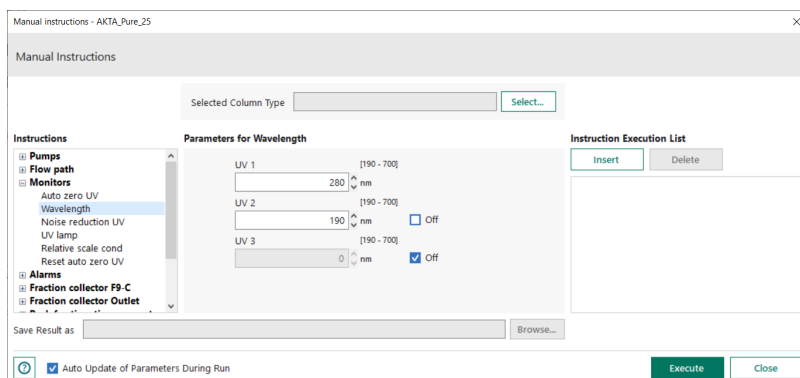 Manual instructions - AKTA_Pure_25
Manual Instructions
Selected Column Type Select...
Instructions
Pumps
Flow path
Monitors
Auto zero UV
Wavelength
Noise reduction UV
UV lamp
Relative scale cond
Reset auto zero UV
Alarms
Fraction collector F9-C
Fraction collector Outlet
Parameters for Wavelength
UV 1 [190 - 700]
280 nm
UV 2 [190 - 700]
190 nm Off
UV 3 [190 - 700]
0 nm Off
Instruction Execution List
Insert Delete
Save Result as Browse...
Auto Update of Parameters During Run
Execute Close